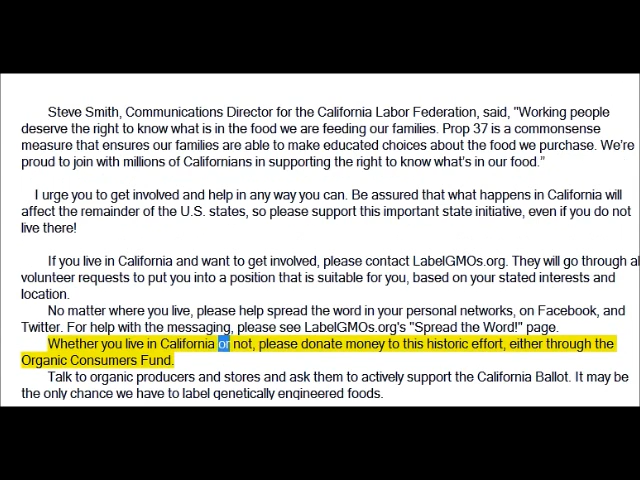 Steve Smith, Communications Director for the California Labor Federation, said, "Working people
deserve the right to know what is in the food we are feeding our families. Prop 37 is a commonsense
measure that ensures our families are able to make educated choices about the food we purchase. We're
proud to join with millions of Californians in supporting the right to know what's in our food."
I urge you to get involved and help in any way you can. Be assured that what happens in California will
affect the remainder of the U.S. states, so please support this important state initiative, even if you do not
live there!
If you live in California and want to get involved, please contact LabelGMOs.org. They will go through al
volunteer requests to put you into a position that is suitable for you, based on your stated interests and
location.
No matter where you live, please help spread the word in your personal networks, on Facebook, and
Twitter. For help with the messaging, please see LabelGMOs.org's "Spread the Word!" page.
Whether you live in California or not, please donate money to this historic effort, either through the
Organic Consumers Fund.
Talk to organic producers and stores and ask them to actively support the California Ballot. It may be
the only chance we have to label genetically engineered foods.